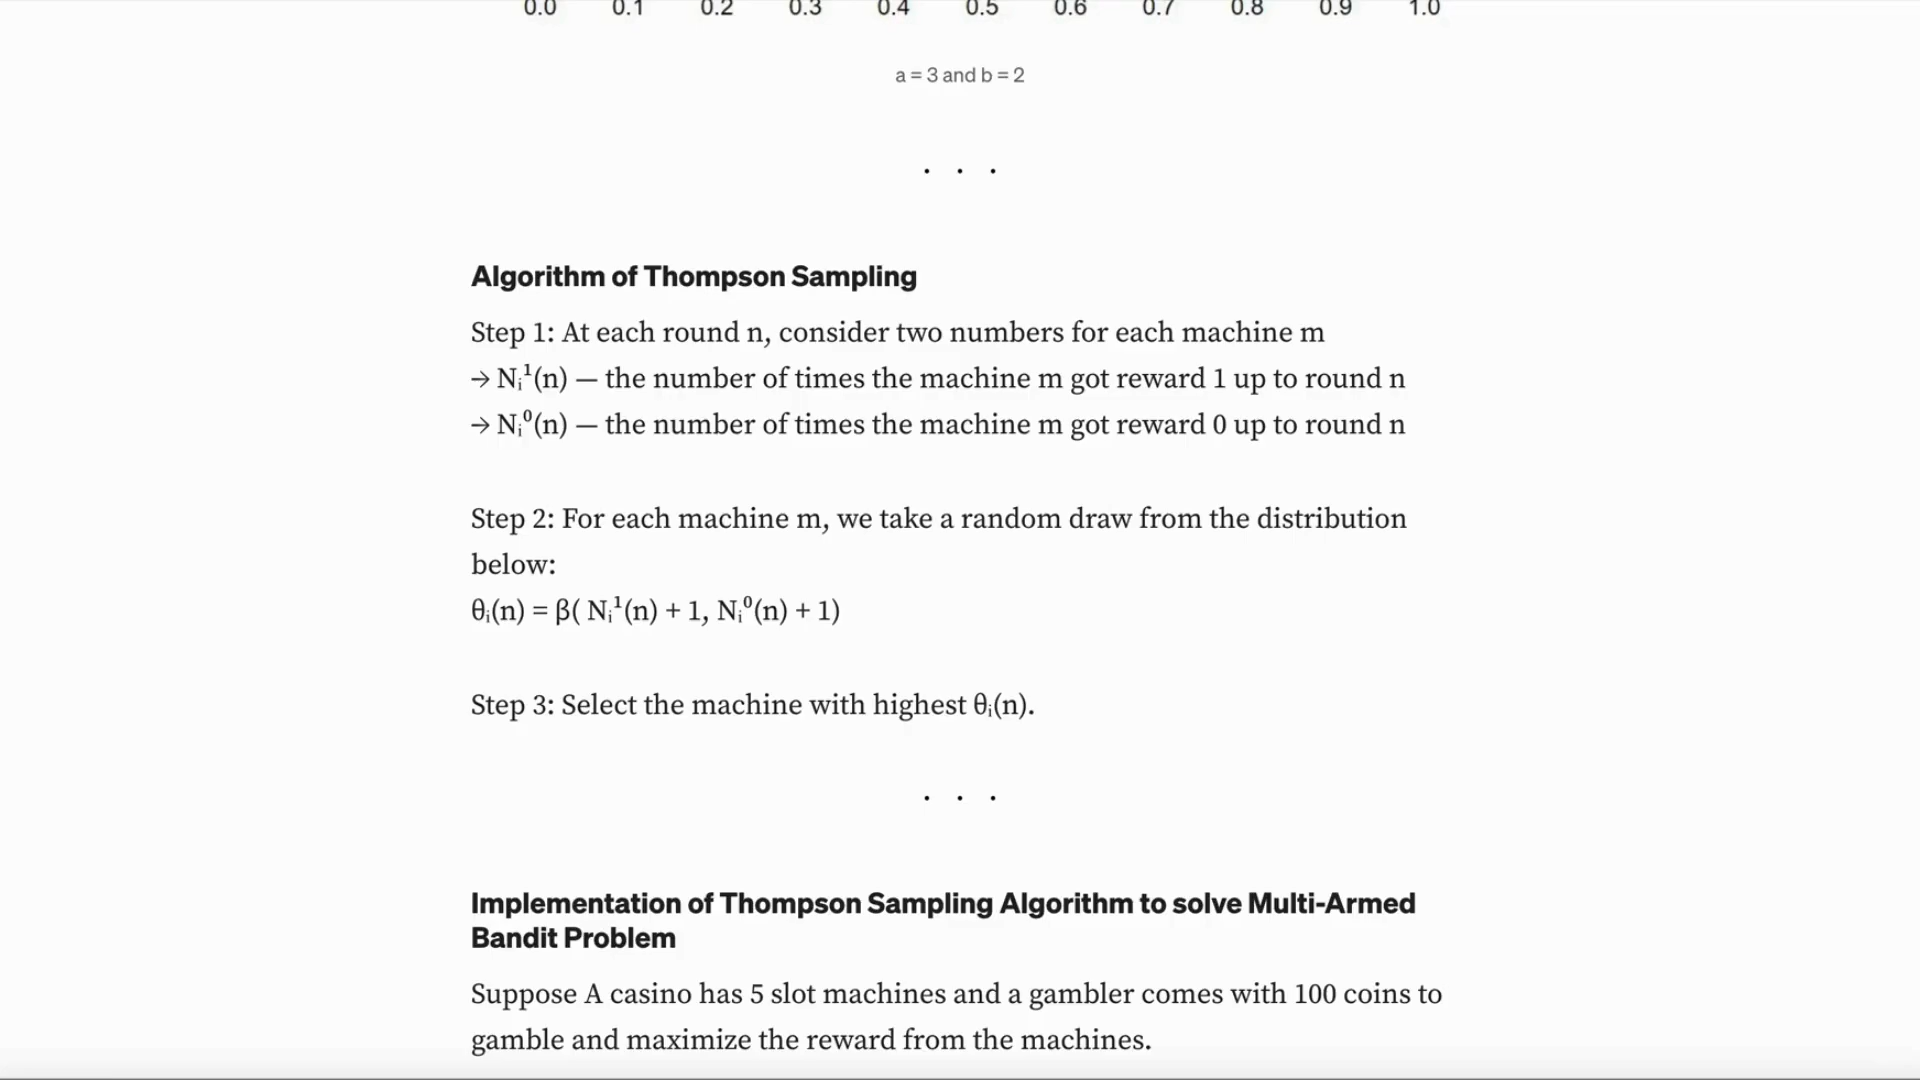 0.0 0.1 0.2 0.3 0.4 0.5 0.6 0.7 0.8 0.9 1.0
a = 3 and b = 2
. . .
Algorithm of Thompson Sampling
Step 1: At each round n, consider two numbers for each machine m
→ Nᵢ¹(n) — the number of times the machine m got reward 1 up to round n
→ Nᵢ⁰(n) — the number of times the machine m got reward 0 up to round n
Step 2: For each machine m, we take a random draw from the distribution
below:
θᵢ(n) = β( Nᵢ¹(n) + 1, Nᵢ⁰(n) + 1)
Step 3: Select the machine with highest θᵢ(n).
. . .
Implementation of Thompson Sampling Algorithm to solve Multi-Armed
Bandit Problem
Suppose A casino has 5 slot machines and a gambler comes with 100 coins to
gamble and maximize the reward from the machines.